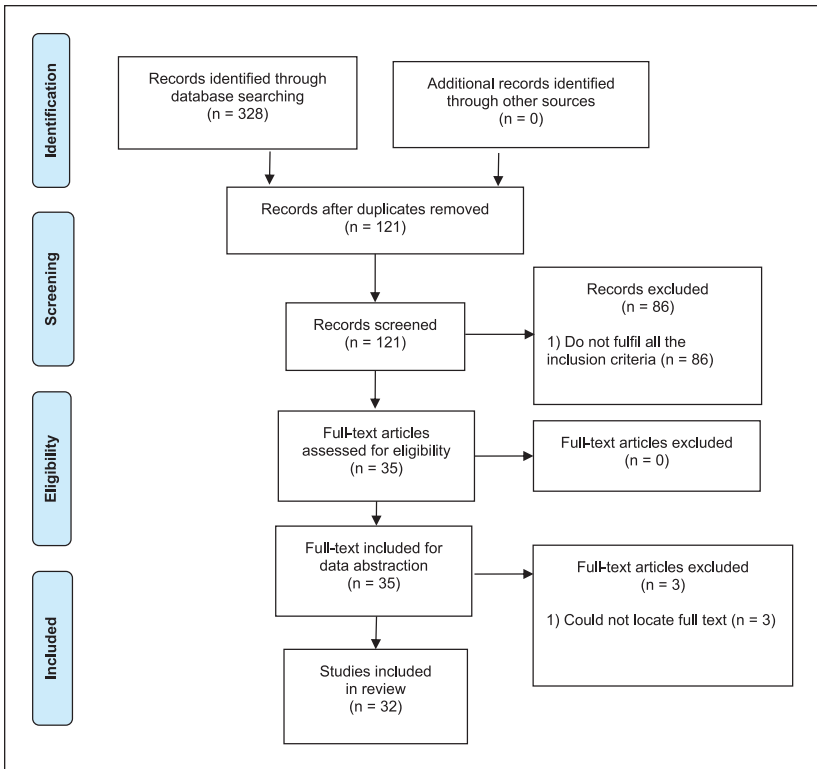 Identification
Records identified through
database searching
(n = 328)
Additional records identified
through other sources
(n = 0)
Records after duplicates removed
(n = 121)
Screening
Records screened
(n = 121)
Records excluded
(n = 86)
1) Do not fulfil all the
inclusion criteria (n = 86)
Eligibility
Full-text articles
assessed for eligibility
(n = 35)
Full-text articles excluded
(n = 0)
Full-text included for
data abstraction
(n = 35)
Full-text articles excluded
(n = 3)
1) Could not locate full text (n = 3)
Included
Studies included
in review
(n = 32)